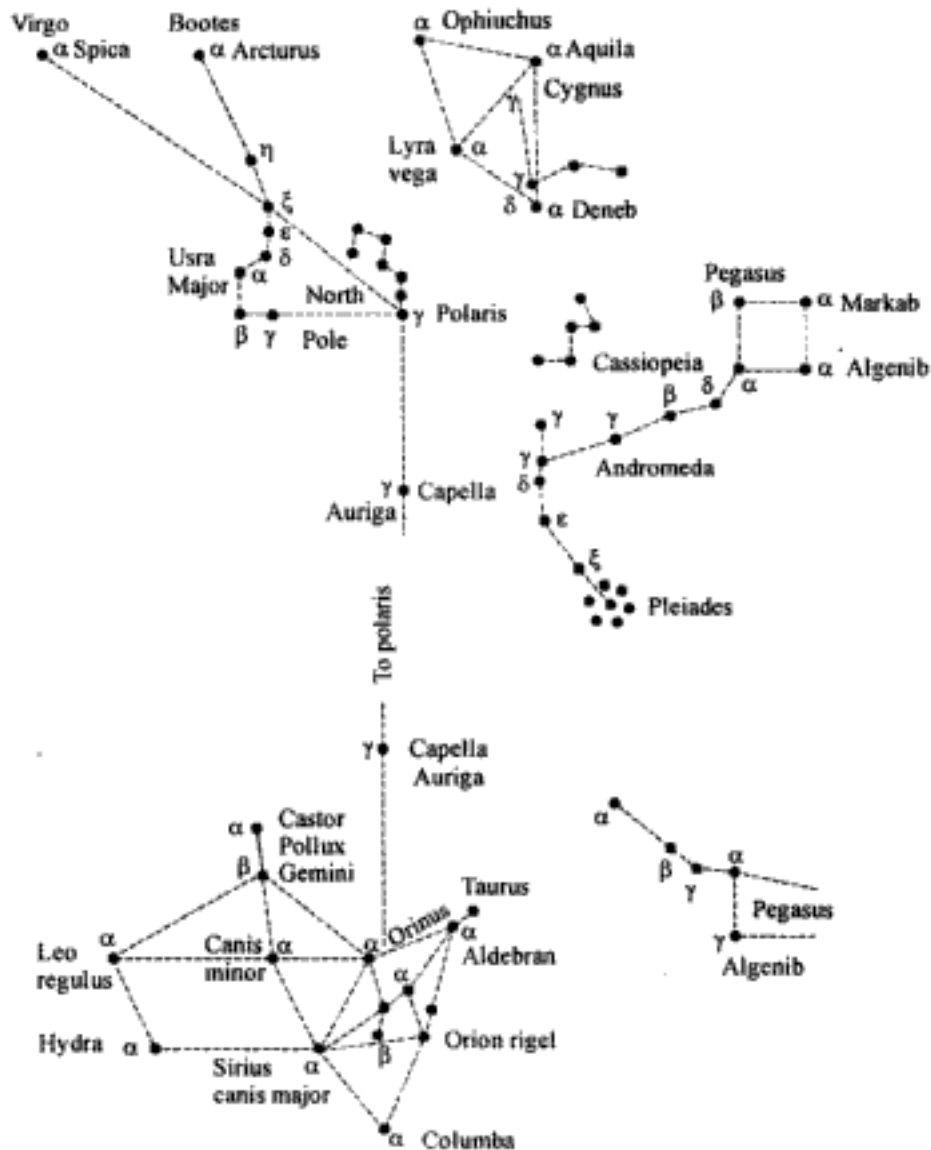 Virgo
α Spica
Bootes
α Arcturus
η
ξ
ε
δ
α
Usra
Major
β γ
North
Pole
γ Polaris
γ Capella
Auriga
α Ophiuchus
α Aquila
Cygnus
γ
Lyra
vega
α
γ
δ
α Deneb
Pegasus
β
α Markab
α
α Algenib
Cassiopeia
δ
β
γ
Andromeda
γ
γ
δ
ε
ξ
Pleiades
To polaris
γ Capella
Auriga
α Castor
Pollux
β Gemini
Taurus
Orinus
α
Aldebran
Leo
regulus
α
Canis
minor
α
α
α
Hydra α
Sirius
canis major
α
β
Orion rigel
α Columba
α
β
γ
α
Pegasus
γ
Algenib